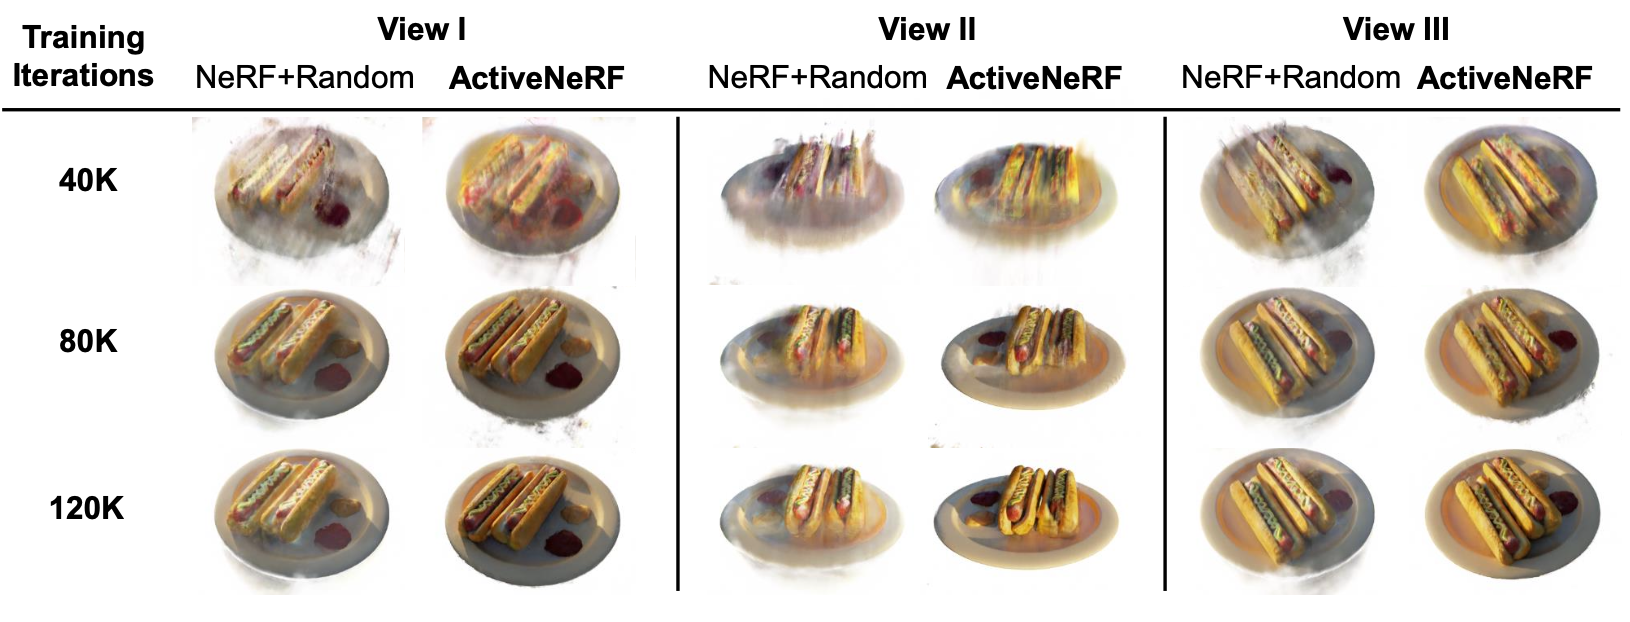 Training
Iterations
View I
View II
View III
NeRF+Random
ActiveNeRF
NeRF+Random
ActiveNeRF
NeRF+Random
ActiveNeRF
40K
80K
120K